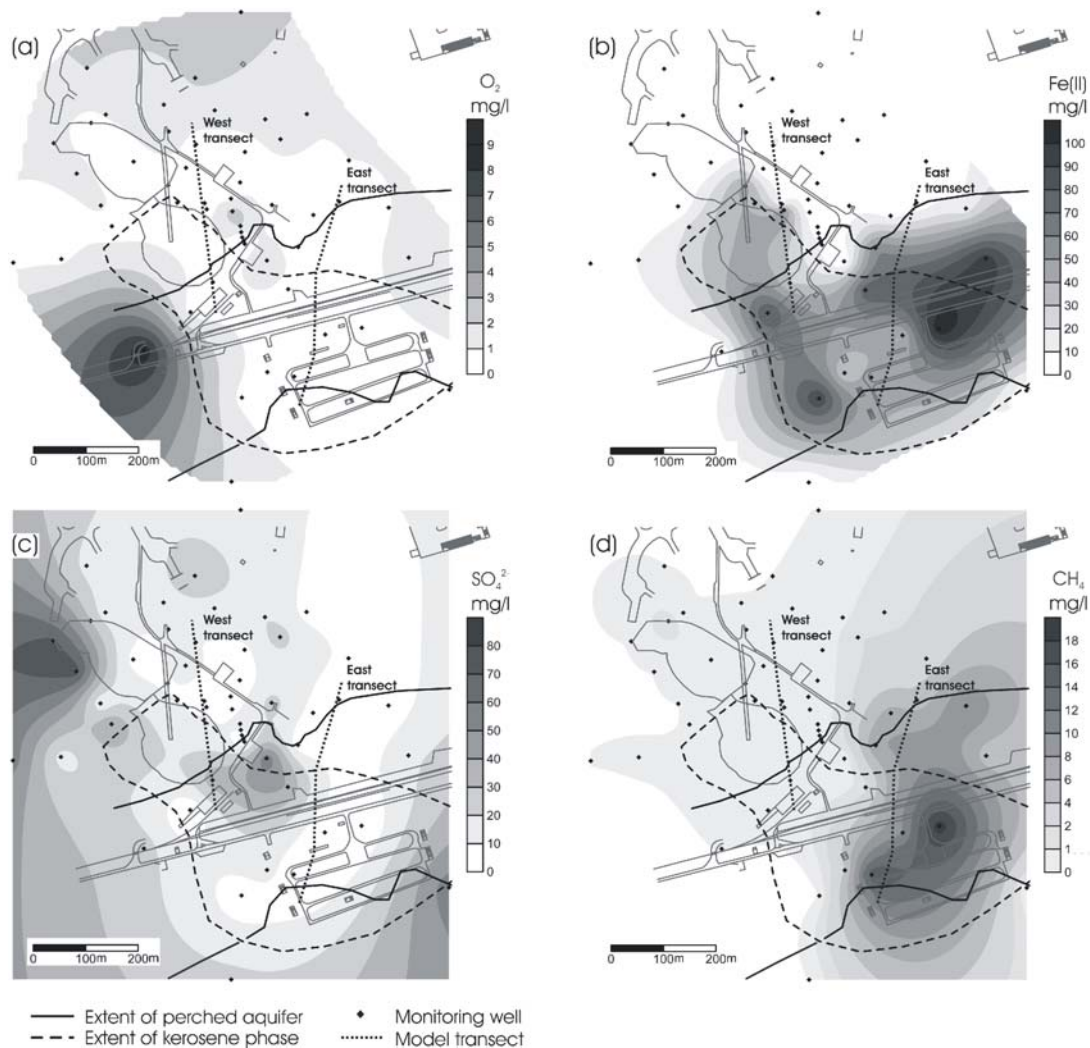 (a)
O₂
mg/l
9
8
7
6
5
4
3
2
1
0
West
transect
East
transect
0 100m 200m
(b)
Fe(II)
mg/l
100
90
80
70
60
50
40
30
20
10
0
West
transect
East
transect
0 100m 200m
(c)
SO₄²⁻
mg/l
80
70
60
50
40
30
20
10
0
West
transect
East
transect
0 100m 200m
(d)
CH₄
mg/l
18
16
14
12
10
8
6
4
2
1
0
West
transect
East
transect
0 100m 200m
Extent of perched aquifer
Monitoring well
Extent of kerosene phase
Model transect